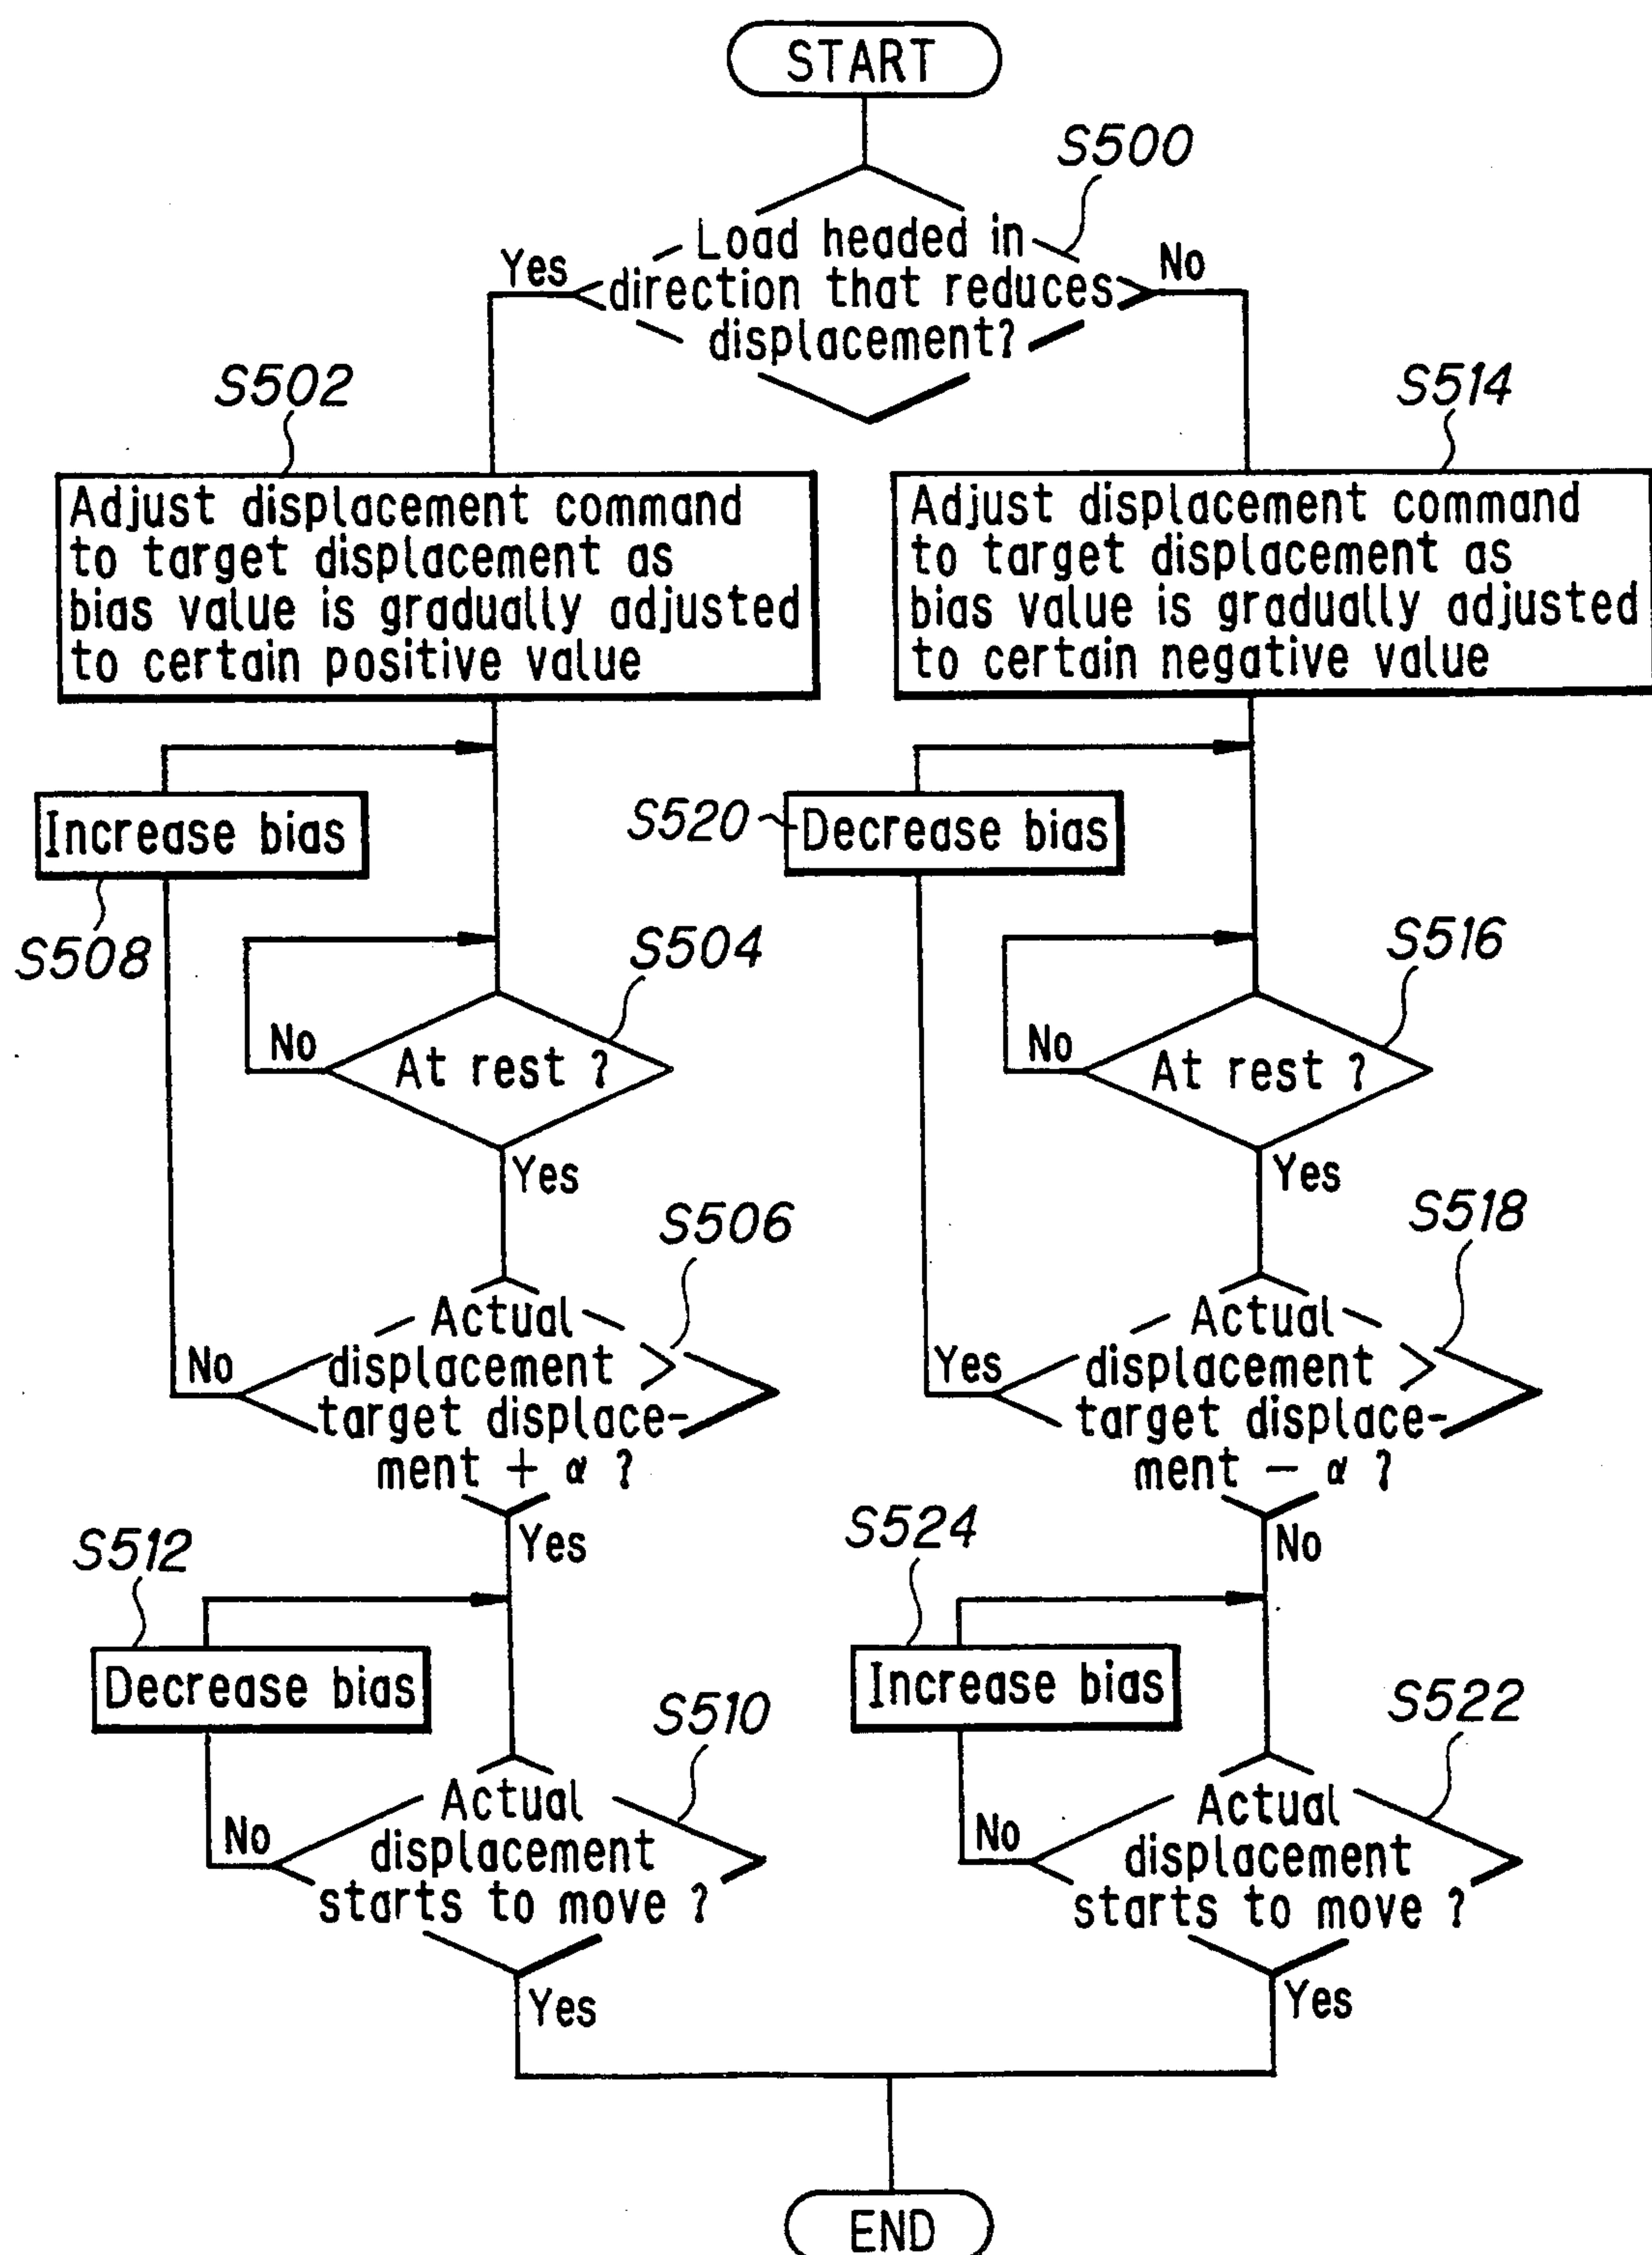 START
S500
Load headed in
direction that reduces
displacement?
Yes
No
S502
Adjust displacement command
to target displacement as
bias value is gradually adjusted
to certain positive value
S514
Adjust displacement command
to target displacement as
bias value is gradually adjusted
to certain negative value
Increase bias
S508
S520
Decrease bias
S504
At rest ?
No
Yes
S516
At rest ?
No
Yes
S506
Actual
displacement >
target displace-
ment + α ?
No
Yes
S518
Actual
displacement >
target displace-
ment - α ?
Yes
No
S512
Decrease bias
S524
Increase bias
S510
Actual
displacement
starts to move ?
No
Yes
S522
Actual
displacement
starts to move ?
No
Yes
END